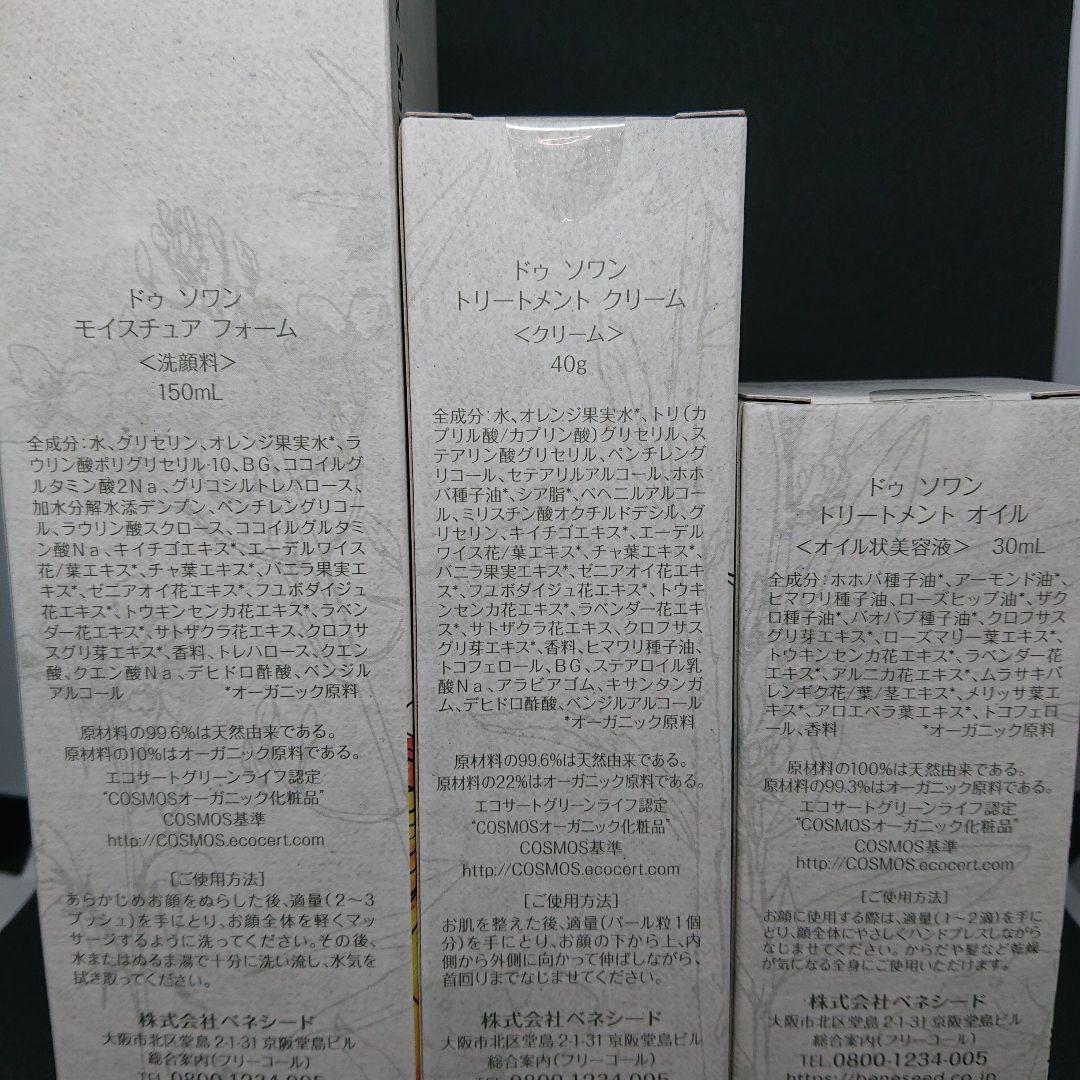 ドゥ ソワン
モイスチュア フォーム
＜洗顔料＞
150mL
全成分：水、グリセリン、オレンジ果実水*、ラ
ウリン酸ポリグリセリル-10、BG、ココイルグ
ルタミン酸2Na、グリコシルトレハロース、
加水分解水添デンプン、ペンチレングリコー
ル、ラウリン酸スクロース、ココイルグルタミ
ン酸Na、キイチゴエキス*、エーデルワイス
花/葉エキス*、チャ葉エキス*、バニラ果実エ
キス*、ゼニアオイ花エキス*、フユボダイジュ
花エキス*、トウキンセンカ花エキス*、ラベン
ダー花エキス*、サトザクラ花エキス、クロフサ
スグリ芽エキス*、香料、トレハロース、クエン
酸、クエン酸Na、デヒドロ酢酸、ベンジル
アルコール *オーガニック原料
原材料の99.6%は天然由来である。
原材料の10%はオーガニック原料である。
エコサートグリーンライフ認定
“COSMOSオーガニック化粧品”
COSMOS基準
http://COSMOS.ecocert.com
［ご使用方法］
あらかじめお顔をぬらした後、適量（2〜3
プッシュ）を手にとり、お顔全体を軽くマッ
サージするように洗ってください。その後、
水またはぬるま湯で十分に洗い流し、水気を
拭き取ってください。
株式会社ベネシード
大阪市北区堂島 2-1-31 京阪堂島ビル
総合案内（フリーコール）
TEL 0800-1234-005
ドゥ ソワン
トリートメント クリーム
＜クリーム＞
40g
全成分：水、オレンジ果実水*、トリ（カ
プリル酸/カプリン酸）グリセリル、ス
テアリン酸グリセリル、ペンチレング
リコール、セテアリルアルコール、ホホ
バ種子油*、シア脂*、ベヘニルアルコー
ル、ミリスチン酸オクチルドデシル、グ
リセリン、キイチゴエキス*、エーデル
ワイス花/葉エキス*、チャ葉エキス*、
バニラ果実エキス*、ゼニアオイ花エキ
ス*、フユボダイジュ花エキス*、トウキ
ンセンカ花エキス*、ラベンダー花エキ
ス*、サトザクラ花エキス、クロフサス
グリ芽エキス*、香料、ヒマワリ種子油、
トコフェロール、BG、ステアロイル乳
酸Na、アラビアゴム、キサンタンガ
ム、デヒドロ酢酸、ベンジルアルコール
*オーガニック原料
原材料の99.6%は天然由来である。
原材料の22%はオーガニック原料である。
エコサートグリーンライフ認定
“COSMOSオーガニック化粧品”
COSMOS基準
http://COSMOS.ecocert.com
［ご使用方法］
お肌を整えた後、適量（パール粒1個
分）を手にとり、お顔の下から上、内
側から外側に向かって伸ばしながら、
首回りまでなじませてください。
株式会社ベネシード
大阪市北区堂島 2-1-31 京阪堂島ビル
総合案内（フリーコール）
TEL 0800-1234-005
ドゥ ソワン
トリートメント オイル
＜オイル状美容液＞ 30mL
全成分：ホホバ種子油*、アーモンド油*、
ヒマワリ種子油、ローズヒップ油*、ザク
ロ種子油*、バオバブ種子油*、クロフサス
グリ芽エキス*、ローズマリー葉エキス*、
トウキンセンカ花エキス*、ラベンダー花
エキス*、アルニカ花エキス*、ムラサキバ
レンギク花/葉/茎エキス*、メリッサ葉エ
キス*、アロエベラ葉エキス*、トコフェロ
ール、香料 *オーガニック原料
原材料の100%は天然由来である。
原材料の99.3%はオーガニック原料である。
エコサートグリーンライフ認定
“COSMOSオーガニック化粧品”
COSMOS基準
http://COSMOS.ecocert.com
［ご使用方法］
お顔に使用する際は、適量（1〜2滴）を手に
とり、顔全体にやさしくハンドプレスしながら
なじませてください。からだや髪など乾燥
が気になる全身にご使用いただけます。
株式会社ベネシード
大阪市北区堂島 2-1-31 京阪堂島ビル
総合案内（フリーコール）
TEL 0800-1234-005
https://beneseed.co.jp